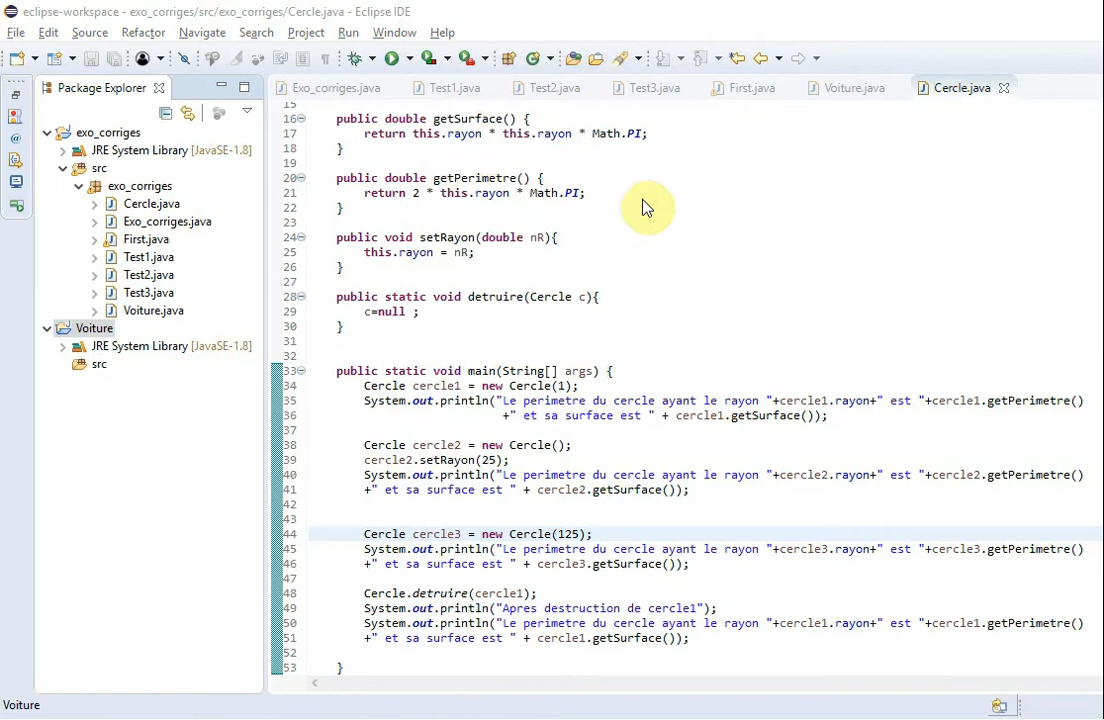 eclipse-workspace - exo_corriges/src/exo_corriges/Cercle.java - Eclipse IDE
File Edit Source Refactor Navigate Search Project Run Window Help
Package Explorer
Exo_corriges.java Test1.java Test2.java Test3.java First.java Voiture.java Cercle.java
exo_corriges
JRE System Library [JavaSE-1.8]
src
exo_corriges
Cercle.java
Exo_corriges.java
First.java
Test1.java
Test2.java
Test3.java
Voiture.java
Voiture
JRE System Library [JavaSE-1.8]
src
15
16 public double getSurface() {
17 return this.rayon * this.rayon * Math.PI;
18 }
19
20 public double getPerimetre() {
21 return 2 * this.rayon * Math.PI;
22 }
23
24 public void setRayon(double nR){
25 this.rayon = nR;
26 }
27
28 public static void detruire(Cercle c){
29 c=null ;
30 }
31
32
33 public static void main(String[] args) {
34 Cercle cercle1 = new Cercle(1);
35 System.out.println("Le perimetre du cercle ayant le rayon "+cercle1.rayon+" est "+cercle1.getPerimetre()
36 +" et sa surface est " + cercle1.getSurface());
37
38 Cercle cercle2 = new Cercle();
39 cercle2.setRayon(25);
40 System.out.println("Le perimetre du cercle ayant le rayon "+cercle2.rayon+" est "+cercle2.getPerimetre()
41 +" et sa surface est " + cercle2.getSurface());
42
43
44 Cercle cercle3 = new Cercle(125);
45 System.out.println("Le perimetre du cercle ayant le rayon "+cercle3.rayon+" est "+cercle3.getPerimetre()
46 +" et sa surface est " + cercle3.getSurface());
47
48 Cercle.detruire(cercle1);
49 System.out.println("Apres destruction de cercle1");
50 System.out.println("Le perimetre du cercle ayant le rayon "+cercle1.rayon+" est "+cercle1.getPerimetre()
51 +" et sa surface est " + cercle1.getSurface());
52
53 }
Voiture